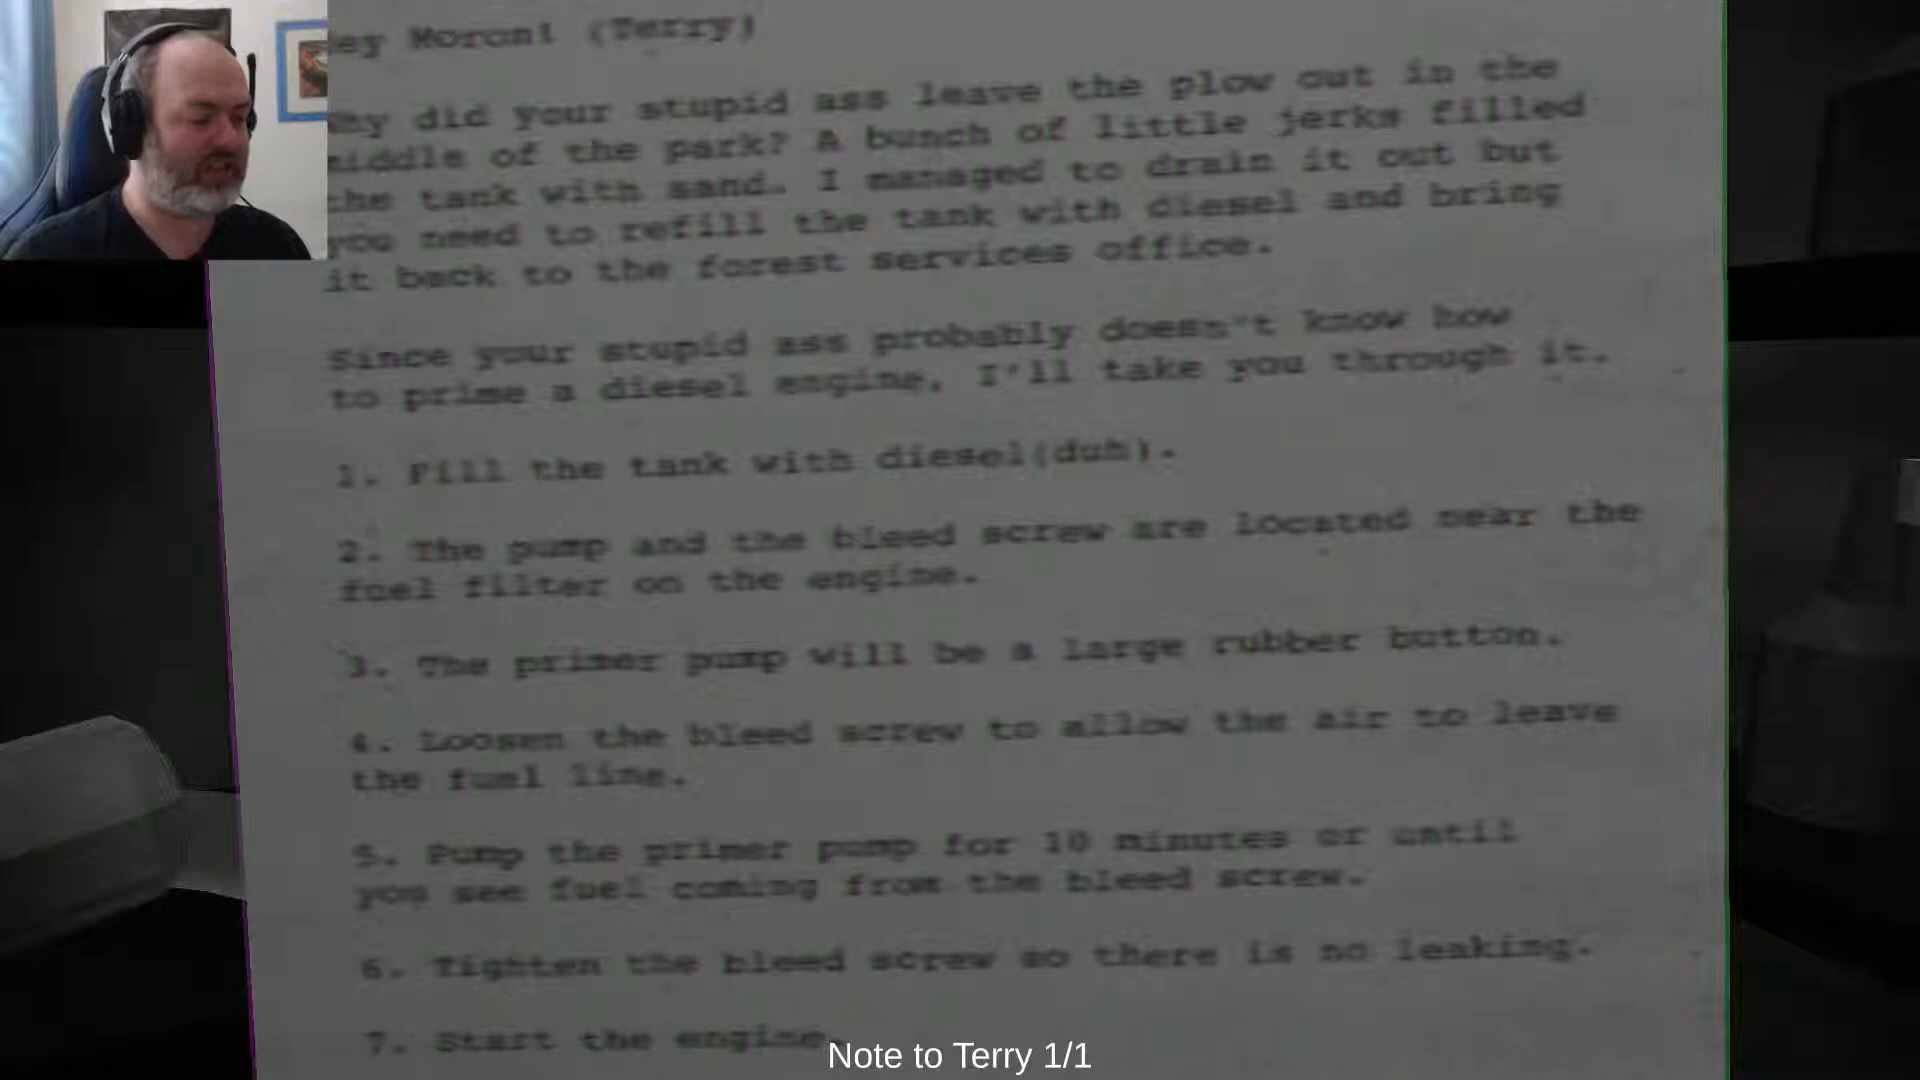 ey Moron! (Terry)
hy did your stupid ass leave the plow out in the
middle of the park? A bunch of little jerks filled
the tank with sand. I managed to drain it out but
you need to refill the tank with diesel and bring
it back to the forest services office.
Since your stupid ass probably doesn't know how
to prime a diesel engine, I'll take you through it.
1. Fill the tank with diesel(duh).
2. The pump and the bleed screw are located near the
fuel filter on the engine.
3. The primer pump will be a large rubber button.
4. Loosen the bleed screw to allow the air to leave
the fuel line.
5. Pump the primer pump for 10 minutes or until
you see fuel coming from the bleed screw.
6. Tighten the bleed screw so there is no leaking.
7. Start the engine.
Note to Terry 1/1